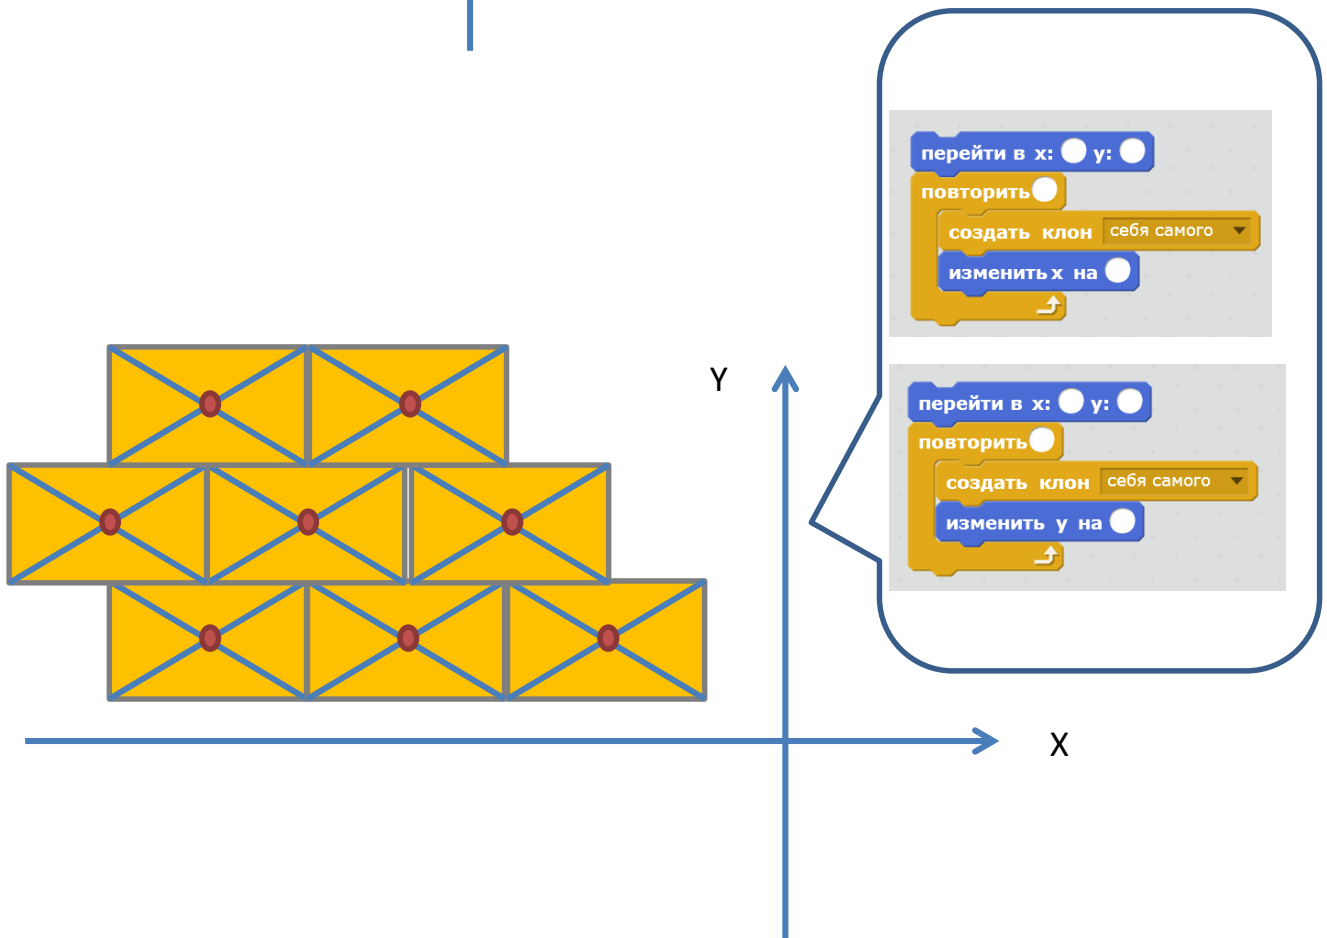 перейти в x: y:
повторить
создать клон себя самого
изменить x на
перейти в x: y:
повторить
создать клон себя самого
изменить y на
Y
X